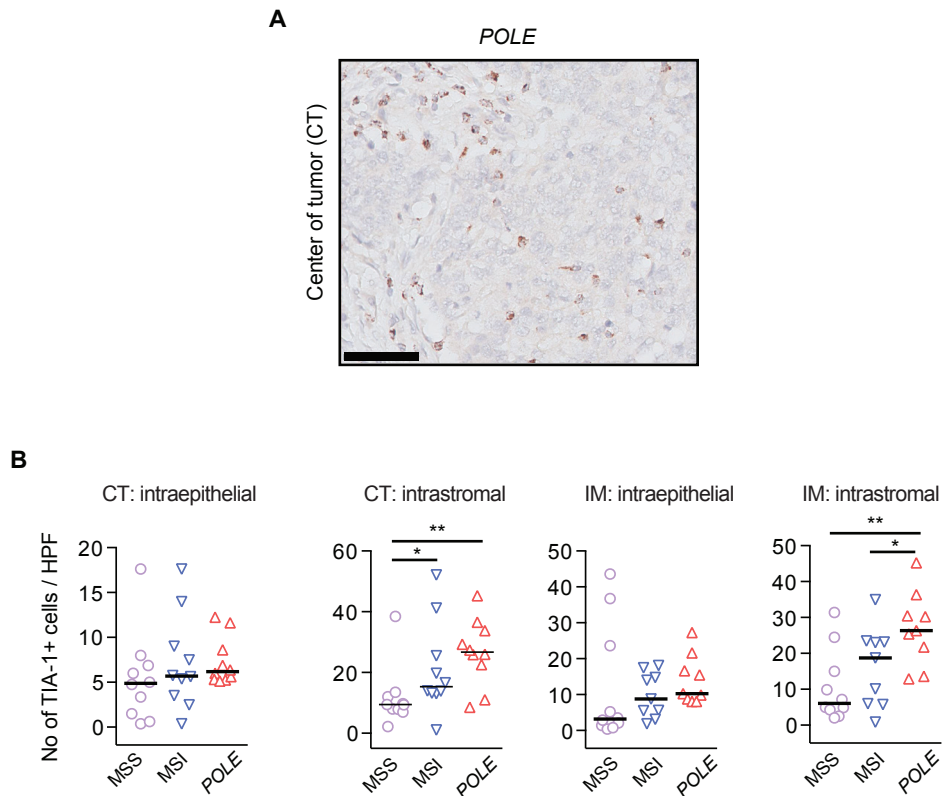 A
POLE
Center of tumor (CT)
B
CT: intraepithelial
CT: intrastromal
IM: intraepithelial
IM: intrastromal
No of TIA-1+ cells / HPF
20
15
10
5
0
MSS
MSI
POLE
60
40
20
0
**
*
MSS
MSI
POLE
50
40
30
20
10
0
MSS
MSI
POLE
50
40
30
20
10
0
**
*
MSS
MSI
POLE